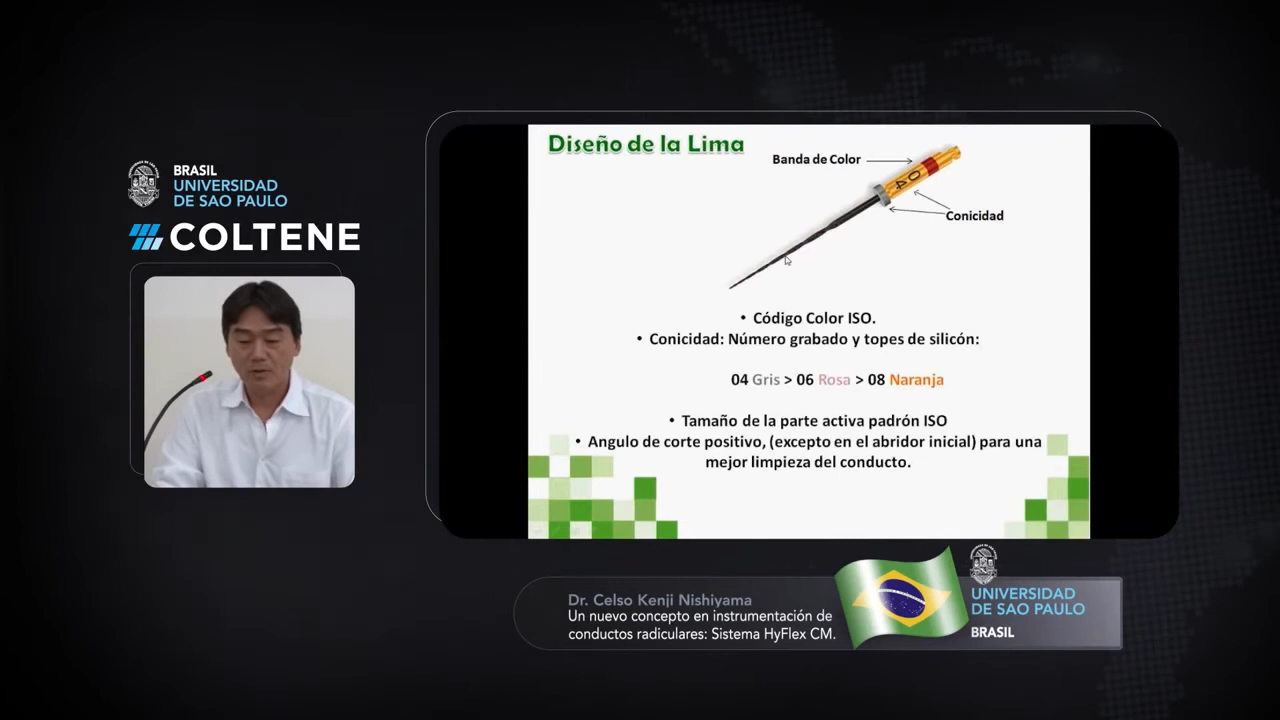 BRASIL
UNIVERSIDAD
DE SAO PAULO
COLTENE
Diseño de la Lima
Banda de Color
04
Conicidad
• Código Color ISO.
• Conicidad: Número grabado y topes de silicón:
04 Gris > 06 Rosa > 08 Naranja
• Tamaño de la parte activa padrón ISO
• Angulo de corte positivo, (excepto en el abridor inicial) para una
mejor limpieza del conducto.
Dr. Celso Kenji Nishiyama
Un nuevo concepto en instrumentación de
conductos radiculares: Sistema HyFlex CM.
UNIVERSIDAD
DE SAO PAULO
BRASIL